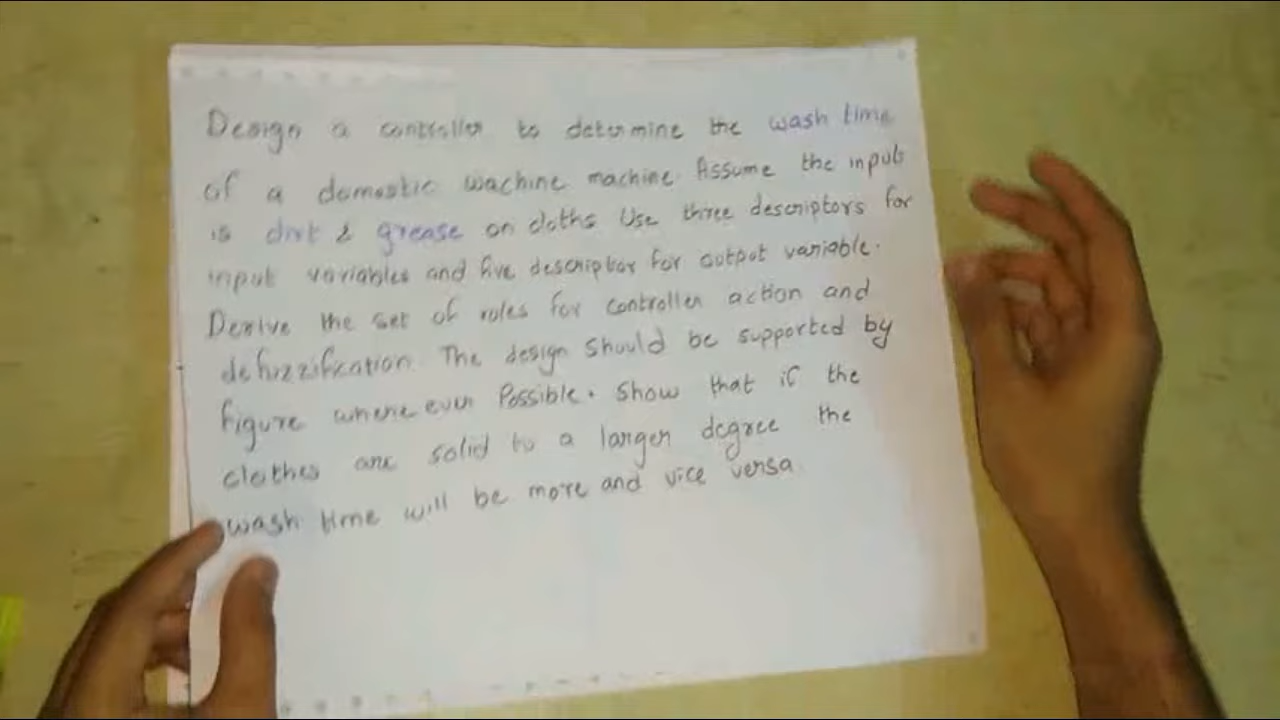 Design a controller to determine the wash time
of a domestic wachine machine. Assume the input
is dirt & grease on cloths Use three descriptors for
input variables and five descriptor for output variable.
Derive the set of rules for controller action and
defuzzification. The design should be supported by
figure where ever Possible. Show that if the
clothes are solid to a larger degree the
wash time will be more and vice versa